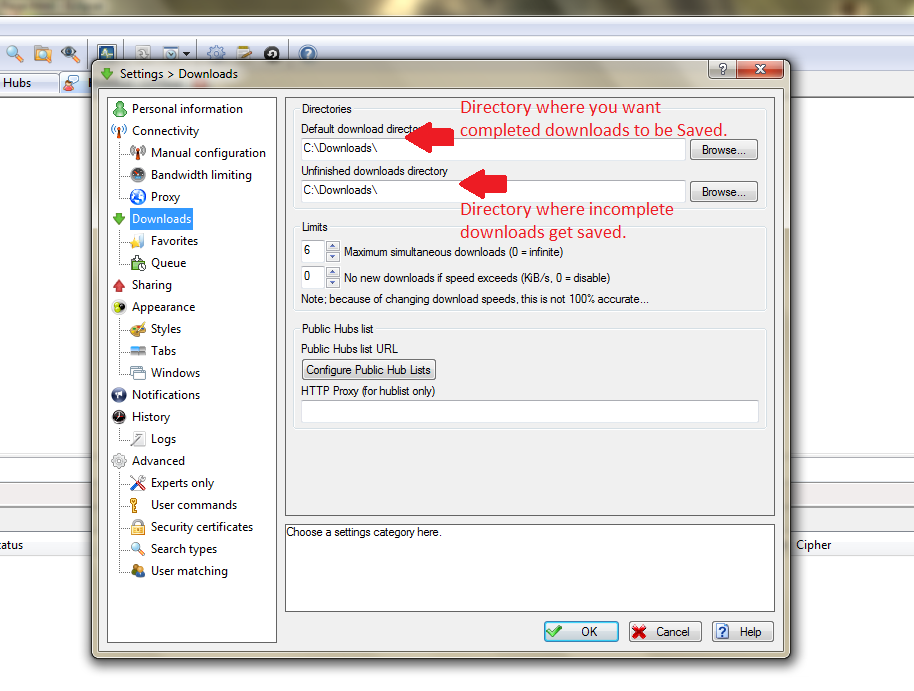 Hubs
Settings > Downloads
Personal information
Connectivity
Manual configuration
Bandwidth limiting
Proxy
Downloads
Favorites
Queue
Sharing
Appearance
Styles
Tabs
Windows
Notifications
History
Logs
Advanced
Experts only
User commands
Security certificates
Search types
User matching
Directories
Directory where you want
completed downloads to be Saved.
Default download directo
C:\Downloads\
Browse...
Unfinished downloads directory
C:\Downloads\
Browse...
Directory where incomplete
downloads get saved.
Limits
6 Maximum simultaneous downloads (0 = infinite)
0 No new downloads if speed exceeds (KiB/s, 0 = disable)
Note; because of changing download speeds, this is not 100% accurate...
Public Hubs list
Public Hubs list URL
Configure Public Hub Lists
HTTP Proxy (for hublist only)
Choose a settings category here.
OK Cancel Help
tatus
Cipher